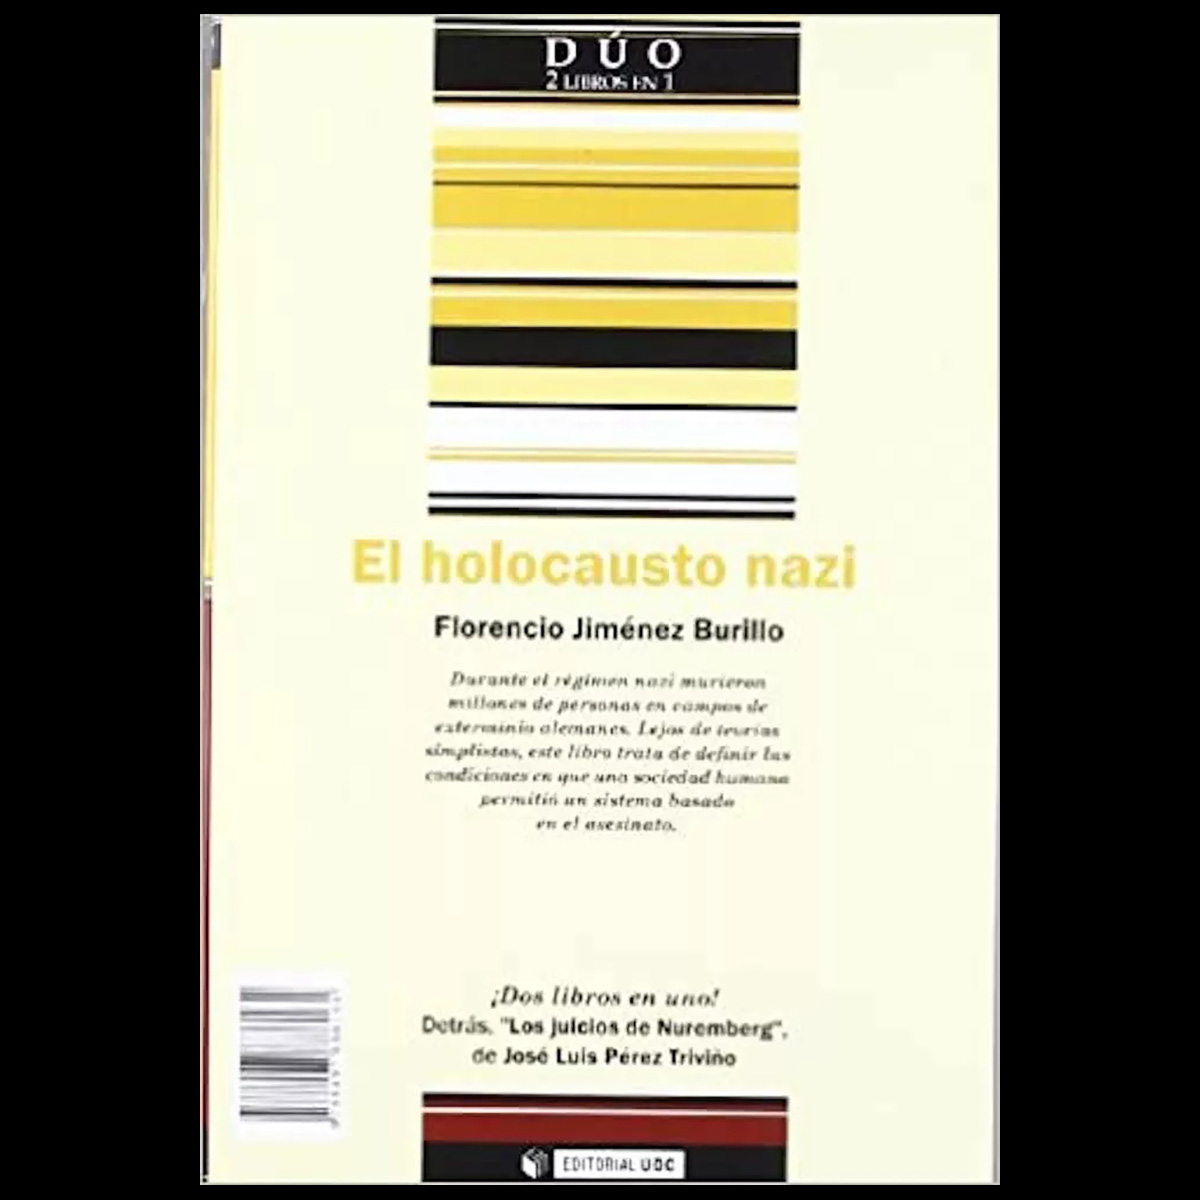 DÚO
2 LIBROS EN 1
El holocausto nazi
Florencio Jiménez Burillo
Durante el régimen nazi murieron
millones de personas en campos de
exterminio alemanes. Lejos de teorías
simplistas, este libro trata de definir las
condiciones en que una sociedad humana
permitió un sistema basado
en el asesinato.
¡Dos libros en uno!
Detrás, "Los juicios de Nuremberg",
de José Luis Pérez Triviño
EDITORIAL UOC